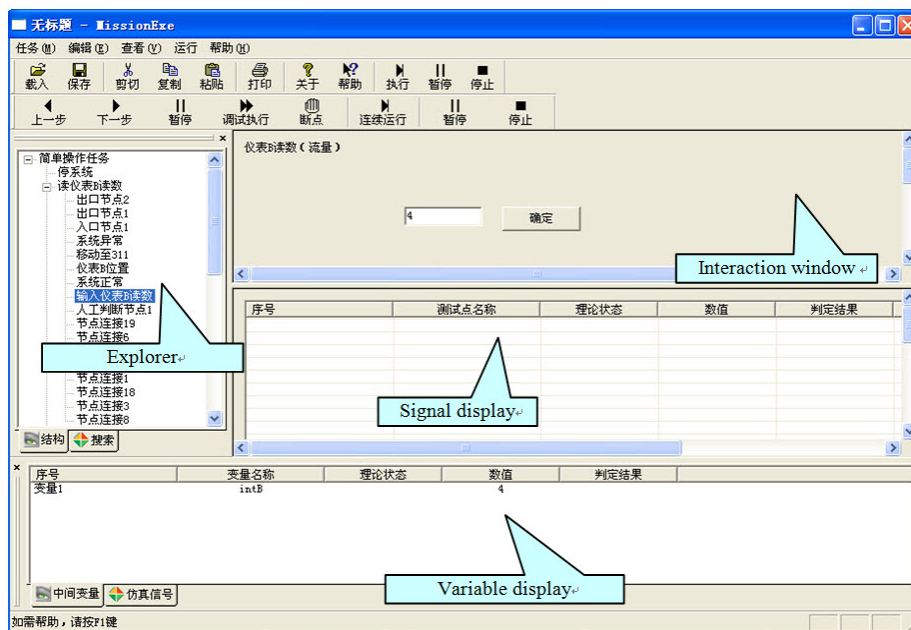 无标题 - MissionExe
任务(M) 编辑(E) 查看(V) 运行 帮助(H)
载入 保存 剪切 复制 粘贴 打印 关于 帮助 执行 暂停 停止
上一步 下一步 暂停 调试执行 断点 连续运行 暂停 停止
简单操作任务
停系统
读仪表B读数
出口节点2
出口节点1
入口节点1
系统异常
移动至311
仪表B位置
系统正常
输入仪表B读数
人工判断节点1
节点连接19
节点连接6
Explorer
节点连接1
节点连接18
节点连接3
节点连接8
结构 搜索
仪表B读数(流量)
4 确定
Interaction window
序号 测试点名称 理论状态 数值 判定结果
Signal display
序号 变量名称 理论状态 数值 判定结果
变量1 intB 4
Variable display
中间变量 仿真信号
如需帮助,请按F1键